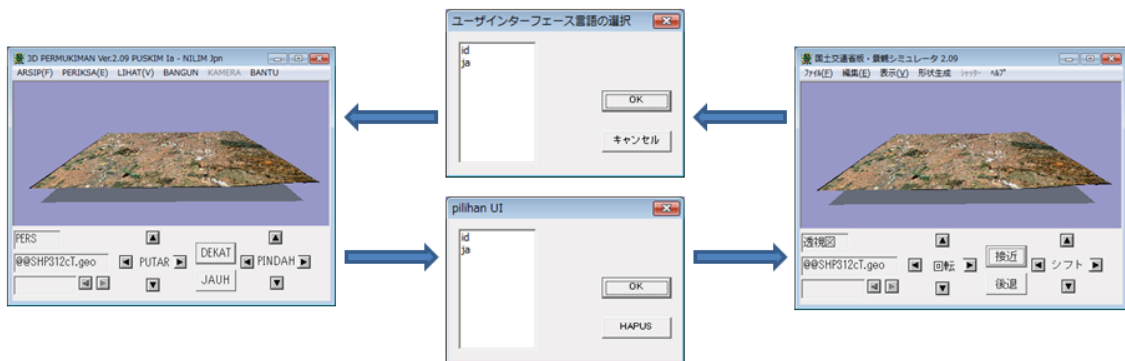 3D PERMUKIMAN Ver.2.09 PUSKIM Ia - NILIM Jpn
ARSIP(F) PERIKSA(E) LIHAT(V) BANGUN KAMERA BANTU
PERS
@@SHP312cT.geo
PUTAR
DEKAT
JAUH
PINDAH
ユーザインターフェース言語の選択
id
ja
OK
キャンセル
pilihan UI
id
ja
OK
HAPUS
国土交通省版・景観シミュレータ 2.09
ファイル(F) 編集(E) 表示(V) 形状生成 シャッター ヘルプ
透視図
@@SHP312cT.geo
回転
接近
後退
シフト